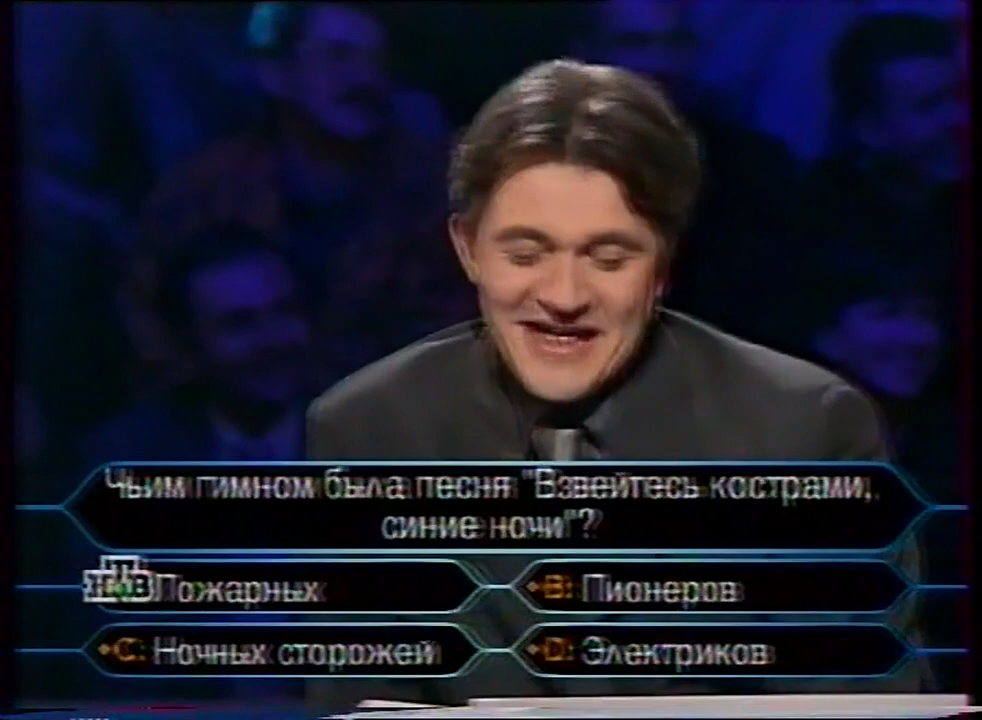 Чьим гимном была песня "Взвейтесь кострами,
синие ночи"?
НТВ Пожарных
B: Пионеров
C: Ночных сторожей
D: Электриков